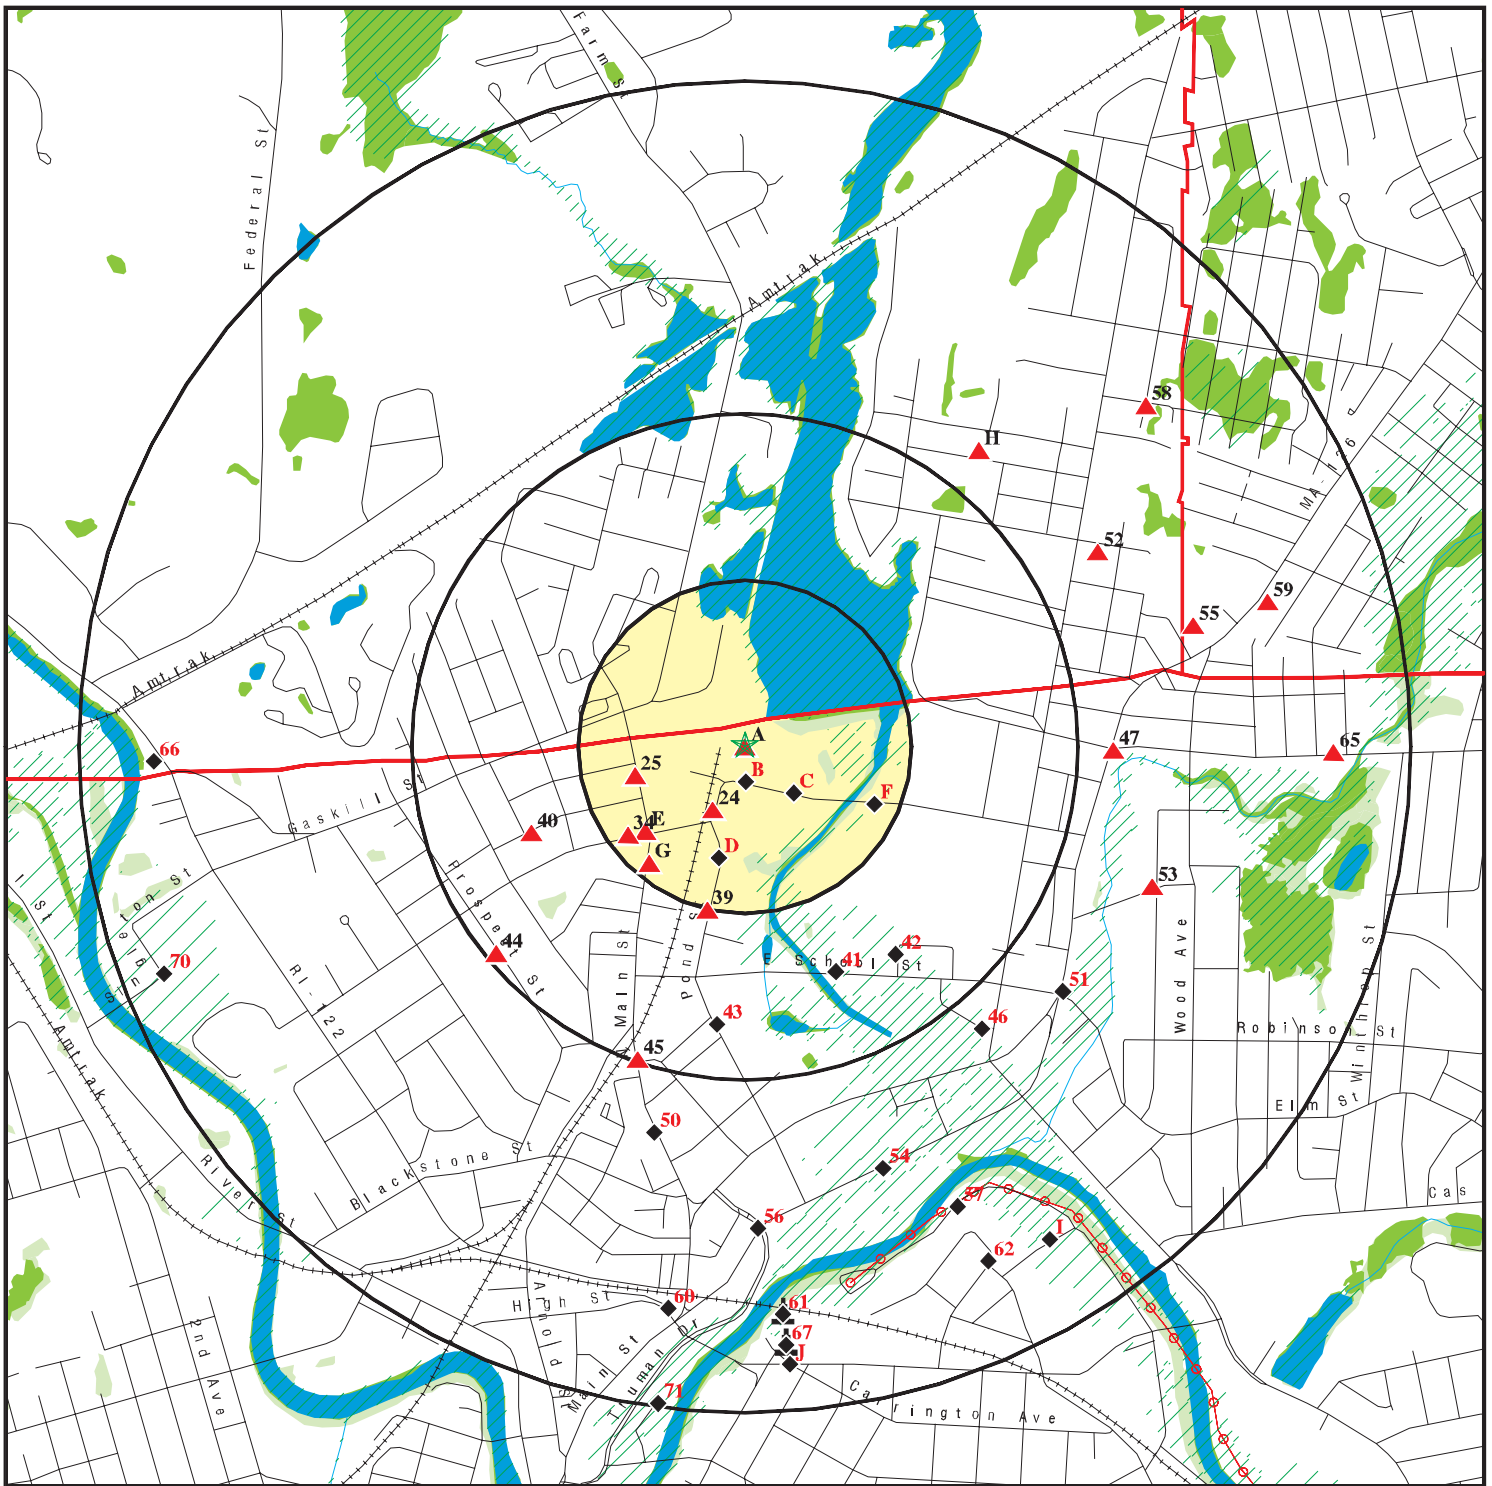 Farm St
Federal St
Amtrak
58
MA-126
H
52
59
55
Amtrak
66
A
47
65
25
B
C
F
Gaskill St
24
40
34
E
D
G
53
Prospect St
39
44
42
41
E School St
Wood Ave
Winthrop St
70
Singleton St
I St
RI-122
N Main St
Pond St
51
43
46
Robinson St
45
Amtrak
Elm St
50
Blackstone St
54
River St
57
Cas
56
I
62
High St
60
61
Arnold St
2nd Ave
67
J
Main St
Truman Dr
71
Carrington Ave